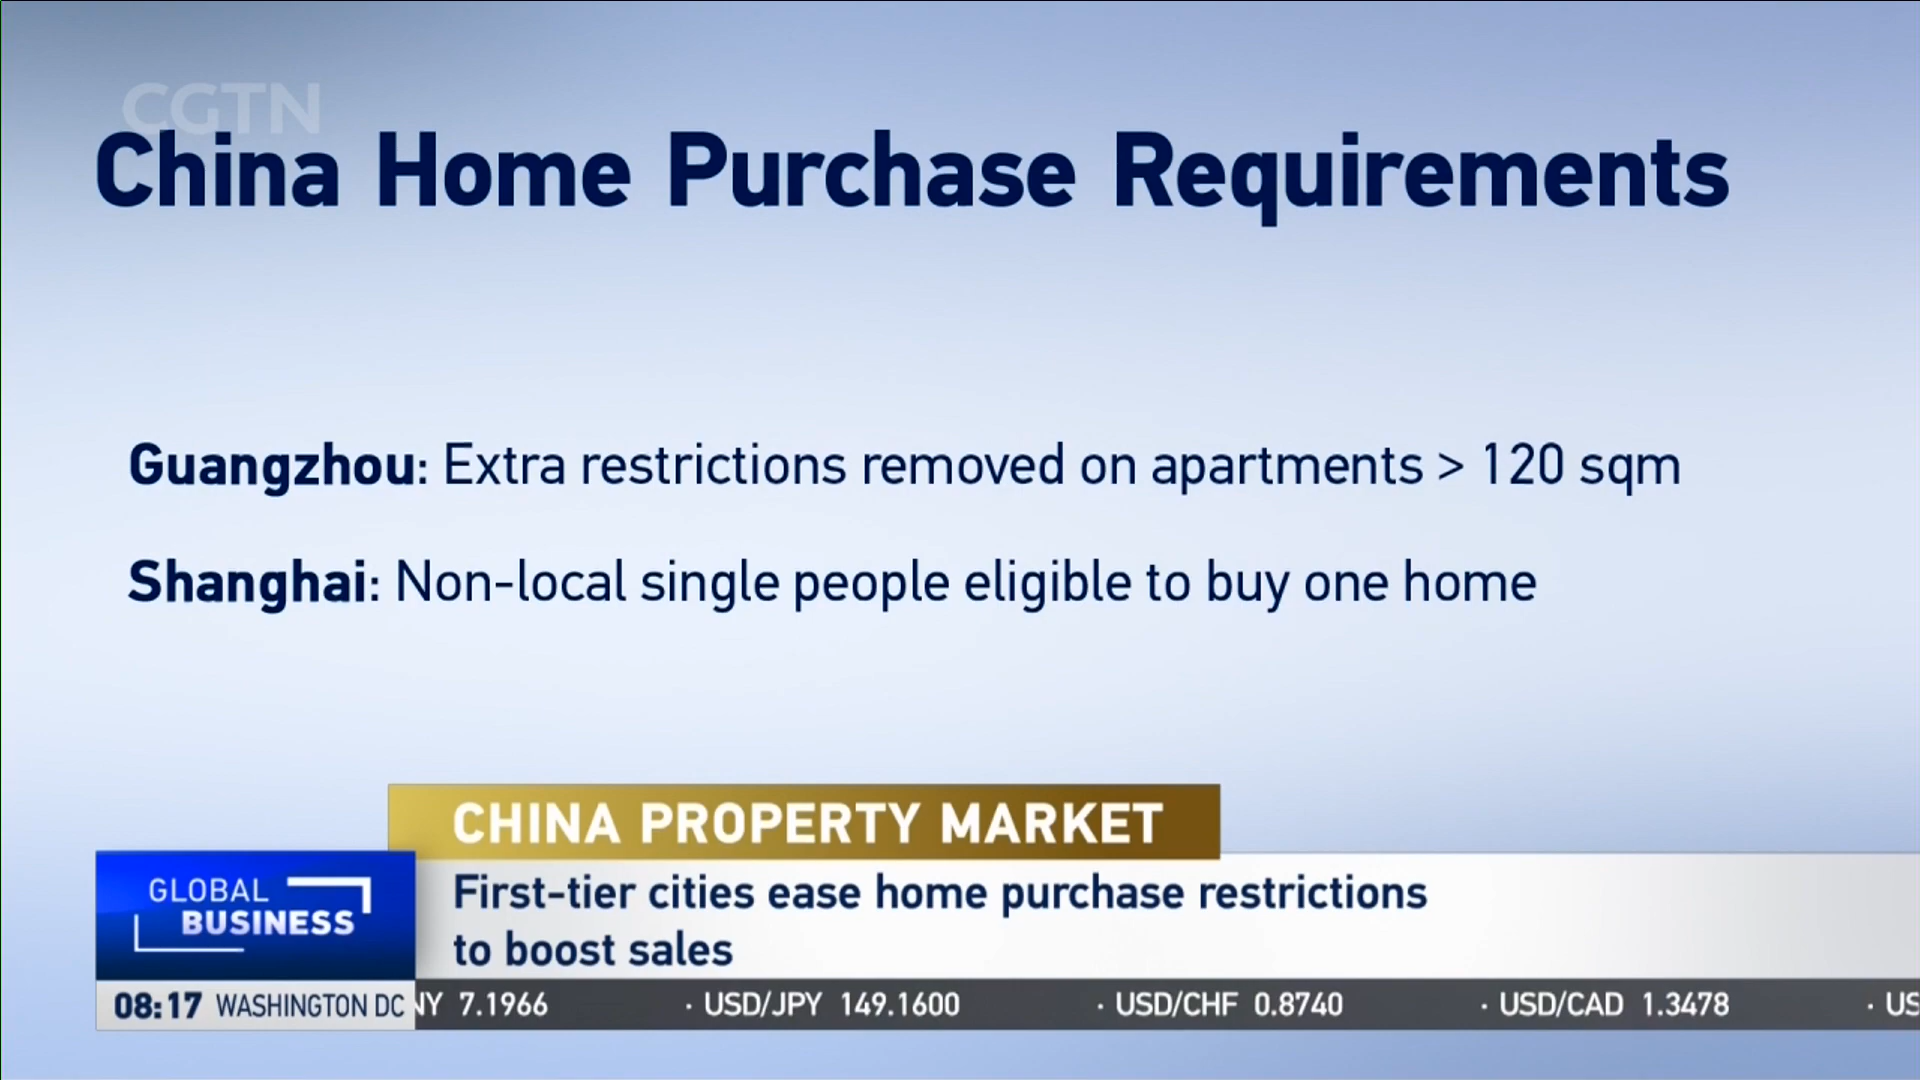 CGTN
China Home Purchase Requirements
Guangzhou: Extra restrictions removed on apartments > 120 sqm
Shanghai: Non-local single people eligible to buy one home
CHINA PROPERTY MARKET
GLOBAL
BUSINESS
First-tier cities ease home purchase restrictions
to boost sales
08:17 WASHINGTON DC
NY 7.1966 · USD/JPY 149.1600 · USD/CHF 0.8740 · USD/CAD 1.3478 · US